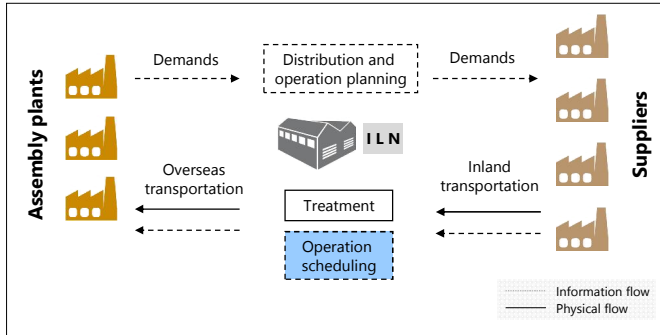 Assembly plants
Demands
Distribution and
operation planning
Demands
Suppliers
I L N
Overseas
transportation
Inland
transportation
Treatment
Operation
scheduling
Information flow
Physical flow